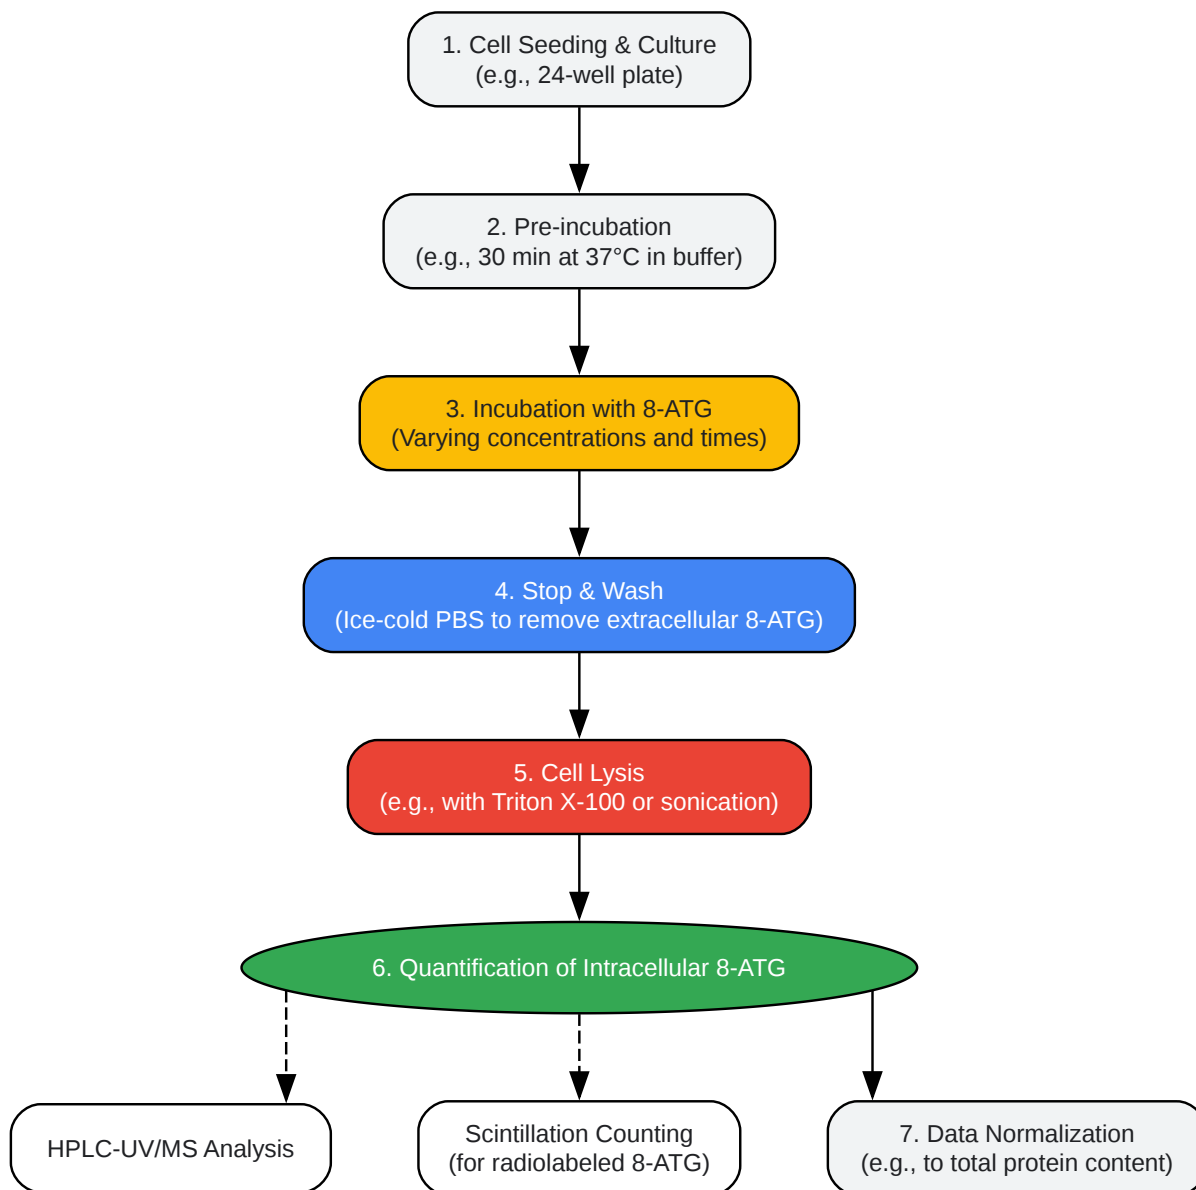 1. Cell Seeding & Culture
(e.g., 24-well plate)
2. Pre-incubation
(e.g., 30 min at 37°C in buffer)
3. Incubation with 8-ATG
(Varying concentrations and times)
4. Stop & Wash
(Ice-cold PBS to remove extracellular 8-ATG)
5. Cell Lysis
(e.g., with Triton X-100 or sonication)
6. Quantification of Intracellular 8-ATG
HPLC-UV/MS Analysis
Scintillation Counting
(for radiolabeled 8-ATG)
7. Data Normalization
(e.g., to total protein content)